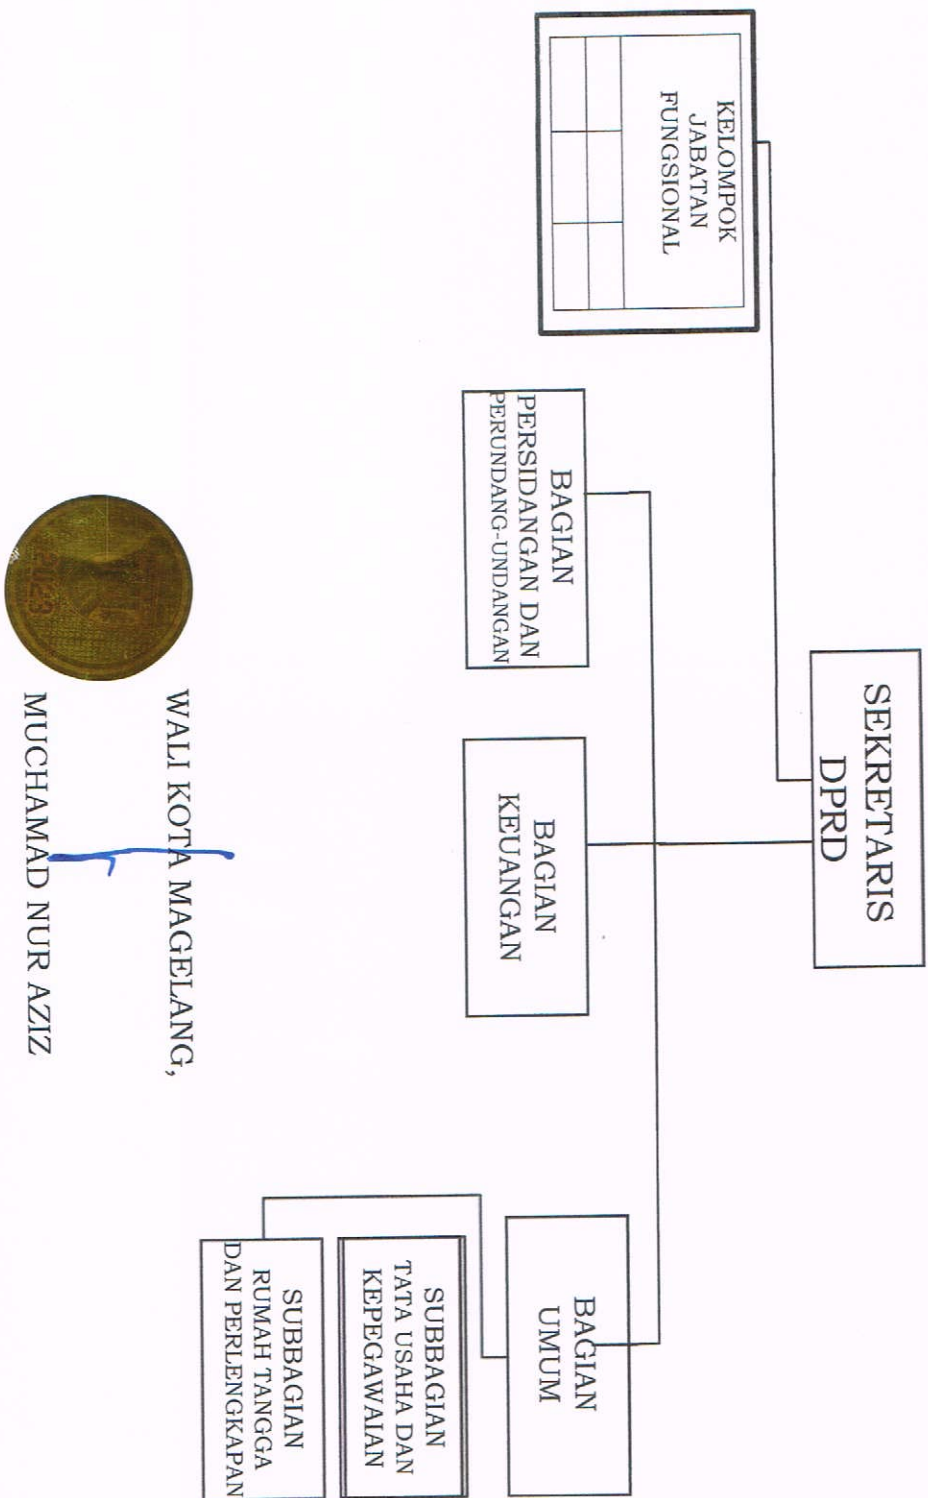 SEKRETARIS
DPRD
KELOMPOK
JABATAN
FUNGSIONAL
BAGIAN
PERSIDANGAN DAN
PERUNDANG-UNDANGAN
BAGIAN
KEUANGAN
BAGIAN
UMUM
SUBBAGIAN
TATA USAHA DAN
KEPEGAWAIAN
SUBBAGIAN
RUMAH TANGGA
DAN PERLENGKAPAN
WALI KOTA MAGELANG,
MUCHAMAD NUR AZIZ
2023